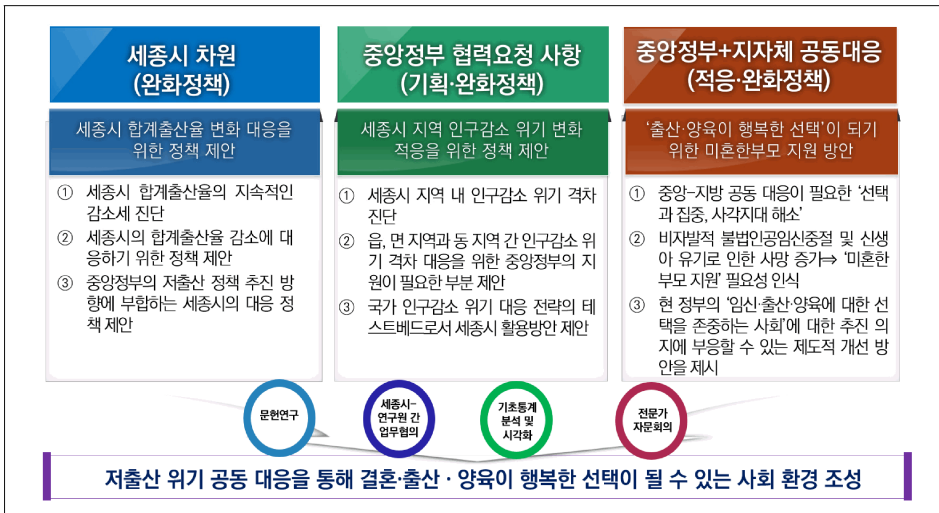 세종시 차원
(완화정책)
세종시 합계출산율 변화 대응을
위한 정책 제안
① 세종시 합계출산율의 지속적인
감소세 진단
② 세종시의 합계출산율 감소에 대
응하기 위한 정책 제안
③ 중앙정부의 저출산 정책 추진 방
향에 부합하는 세종시의 대응 정
책 제안
중앙정부 협력요청 사항
(기획·완화정책)
세종시 지역 인구감소 위기 변화
적응을 위한 정책 제안
① 세종시 지역 내 인구감소 위기 격차
진단
② 읍, 면 지역과 동 지역 간 인구감소 위
기 격차 대응을 위한 중앙정부의 지
원이 필요한 부분 제안
③ 국가 인구감소 위기 대응 전략의 테
스트베드로서 세종시 활용방안 제안
중앙정부+지자체 공동대응
(적응·완화정책)
‘출산·양육이 행복한 선택’이 되기
위한 미혼한부모 지원 방안
① 중앙–지방 공동 대응이 필요한 ‘선택
과 집중, 사각지대 해소’
② 비자발적 불법인공임신중절 및 신생
아 유기로 인한 사망 증가⇒ ‘미혼한
부모 지원’ 필요성 인식
③ 현 정부의 ‘임신·출산·양육에 대한 선
택을 존중하는 사회’에 대한 추진 의
지에 부응할 수 있는 제도적 개선 방
안을 제시
문헌연구
세종시–
연구원 간
업무협의
기초통계
분석 및
시각화
전문가
자문회의
저출산 위기 공동 대응을 통해 결혼·출산 · 양육이 행복한 선택이 될 수 있는 사회 환경 조성